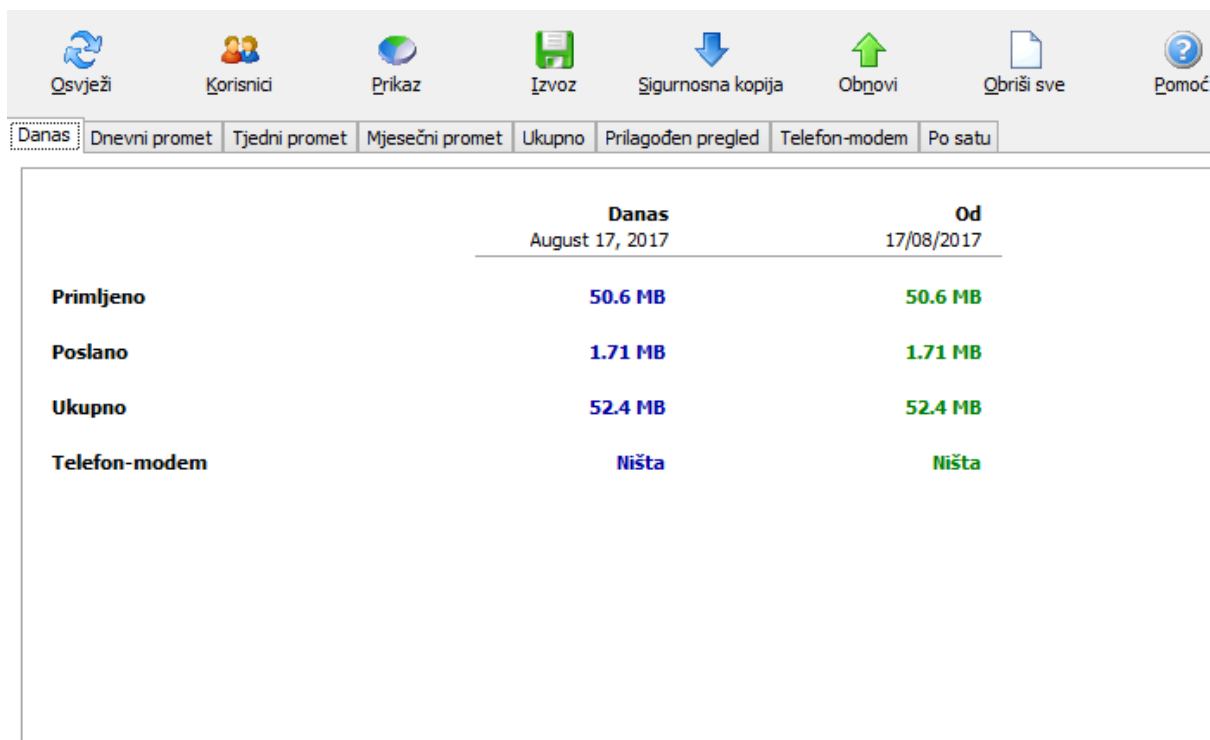 Osvježi Korisnici Prikaz Izvoz Sigurnosna kopija Obnovi Obriši sve Pomoć
Danas Dnevni promet Tjedni promet Mjesečni promet Ukupno Prilagođen pregled Telefon-modem Po satu
Danas Od
August 17, 2017 17/08/2017
Primljeno 50.6 MB 50.6 MB
Poslano 1.71 MB 1.71 MB
Ukupno 52.4 MB 52.4 MB
Telefon-modem Ništa Ništa